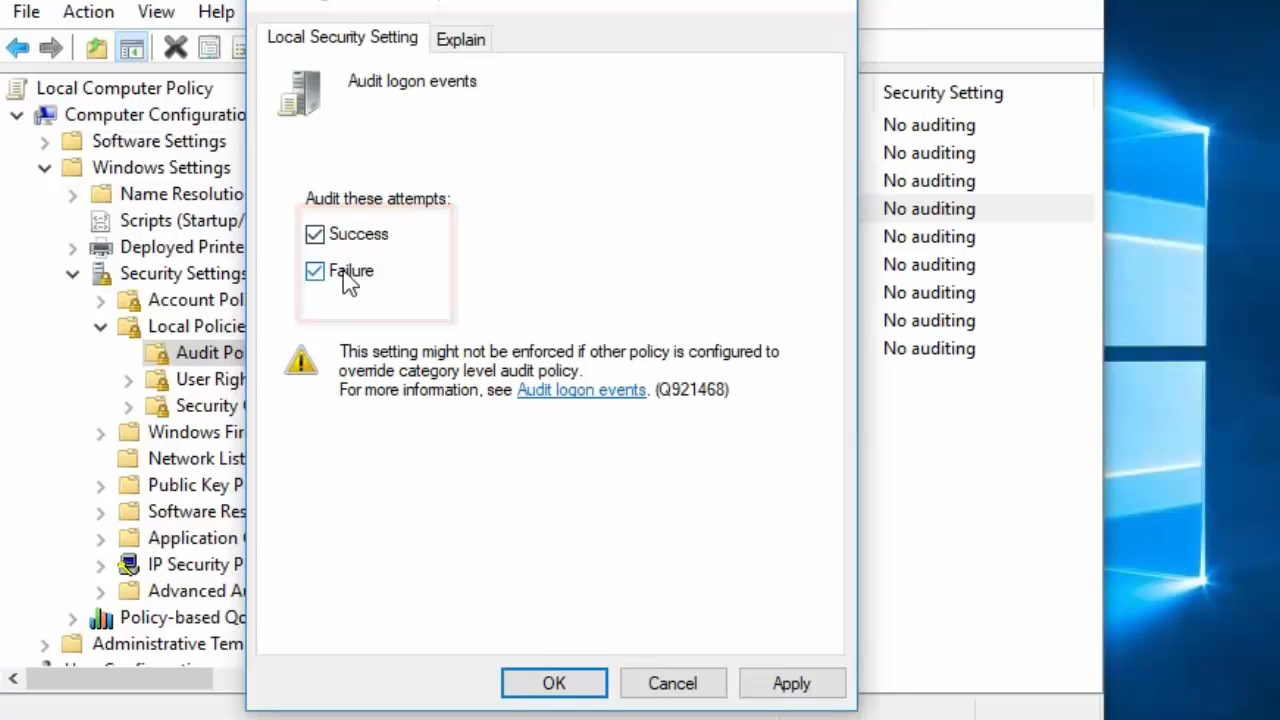 File Action View Help
Local Computer Policy
Computer Configuratio
Software Settings
Windows Settings
Name Resolutio
Scripts (Startup/
Deployed Printe
Security Settings
Account Pol
Local Policie
Audit Po
User Righ
Security
Windows Fir
Network List
Public Key P
Software Res
Application
IP Security P
Advanced Au
Policy-based Qo
Administrative Tem
Local Security Setting
Explain
Audit logon events
Audit these attempts:
Success
Failure
This setting might not be enforced if other policy is configured to
override category level audit policy.
For more information, see Audit logon events. (Q921468)
OK
Cancel
Apply
Security Setting
No auditing
No auditing
No auditing
No auditing
No auditing
No auditing
No auditing
No auditing
No auditing